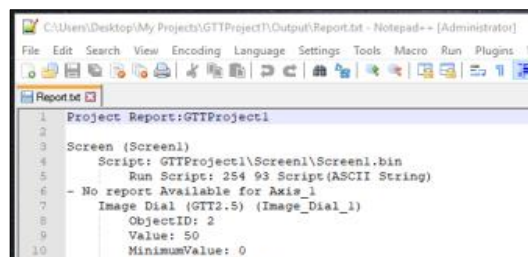 C:\Users\Desktop\My Projects\GTTProject1\Output\Report.txt - Notepad++ [Administrator]
File Edit Search View Encoding Language Settings Tools Macro Run Plugins
Report.txt
1 Project Report:GTTProject1
2
3 Screen (Screen1)
4 Script: GTTProject1\Screen1\Screen1.bin
5 Run Script: 254 93 Script(ASCII String)
6 - No report Available for Axis_1
7 Image Dial (GTT2.5) (Image_Dial_1)
8 ObjectID: 2
9 Value: 50
10 MinimumValue: 0